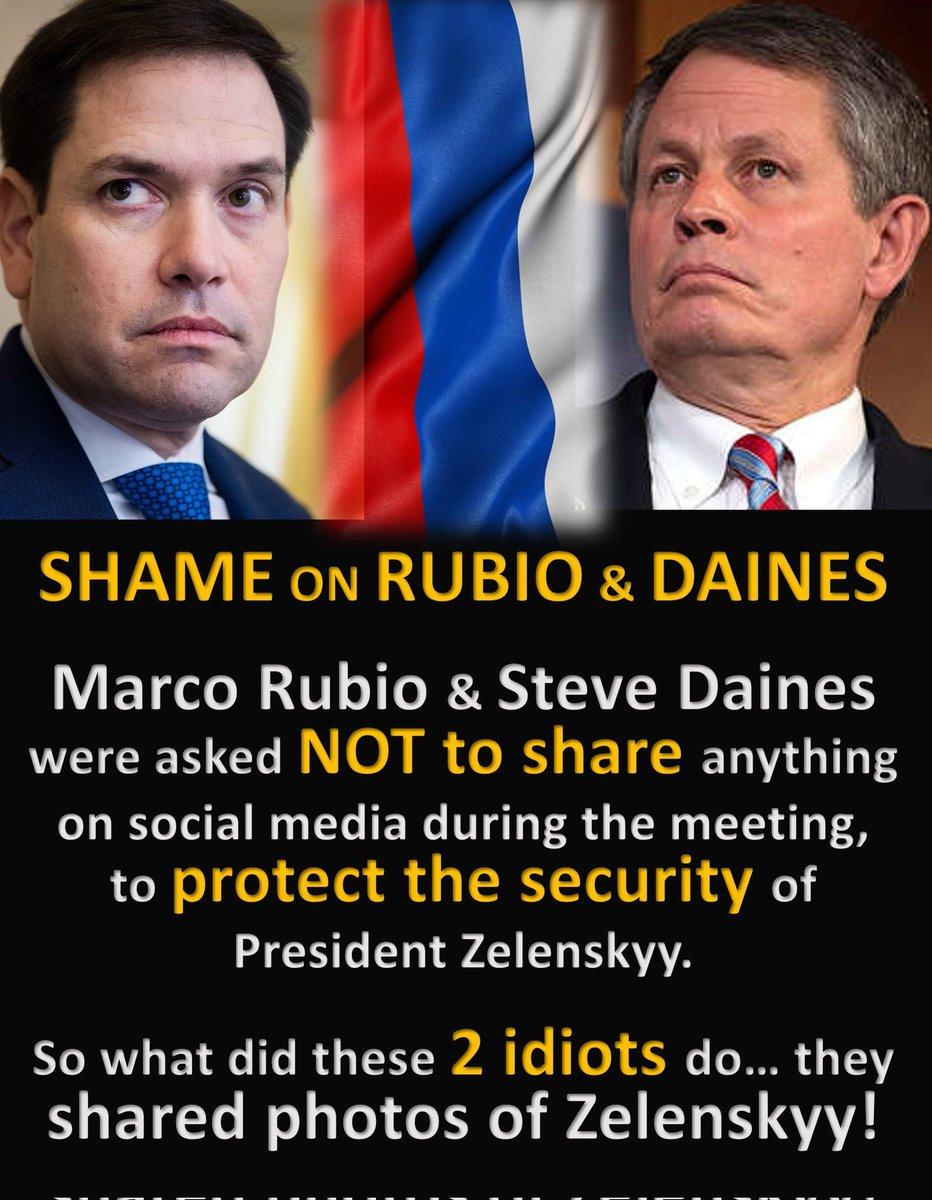 SHAME ON RUBIO & DAINES
Marco Rubio & Steve Daines
were asked NOT to share anything
on social media during the meeting,
to protect the security of
President Zelenskyy.
So what did these 2 idiots do... they
shared photos of Zelenskyy!